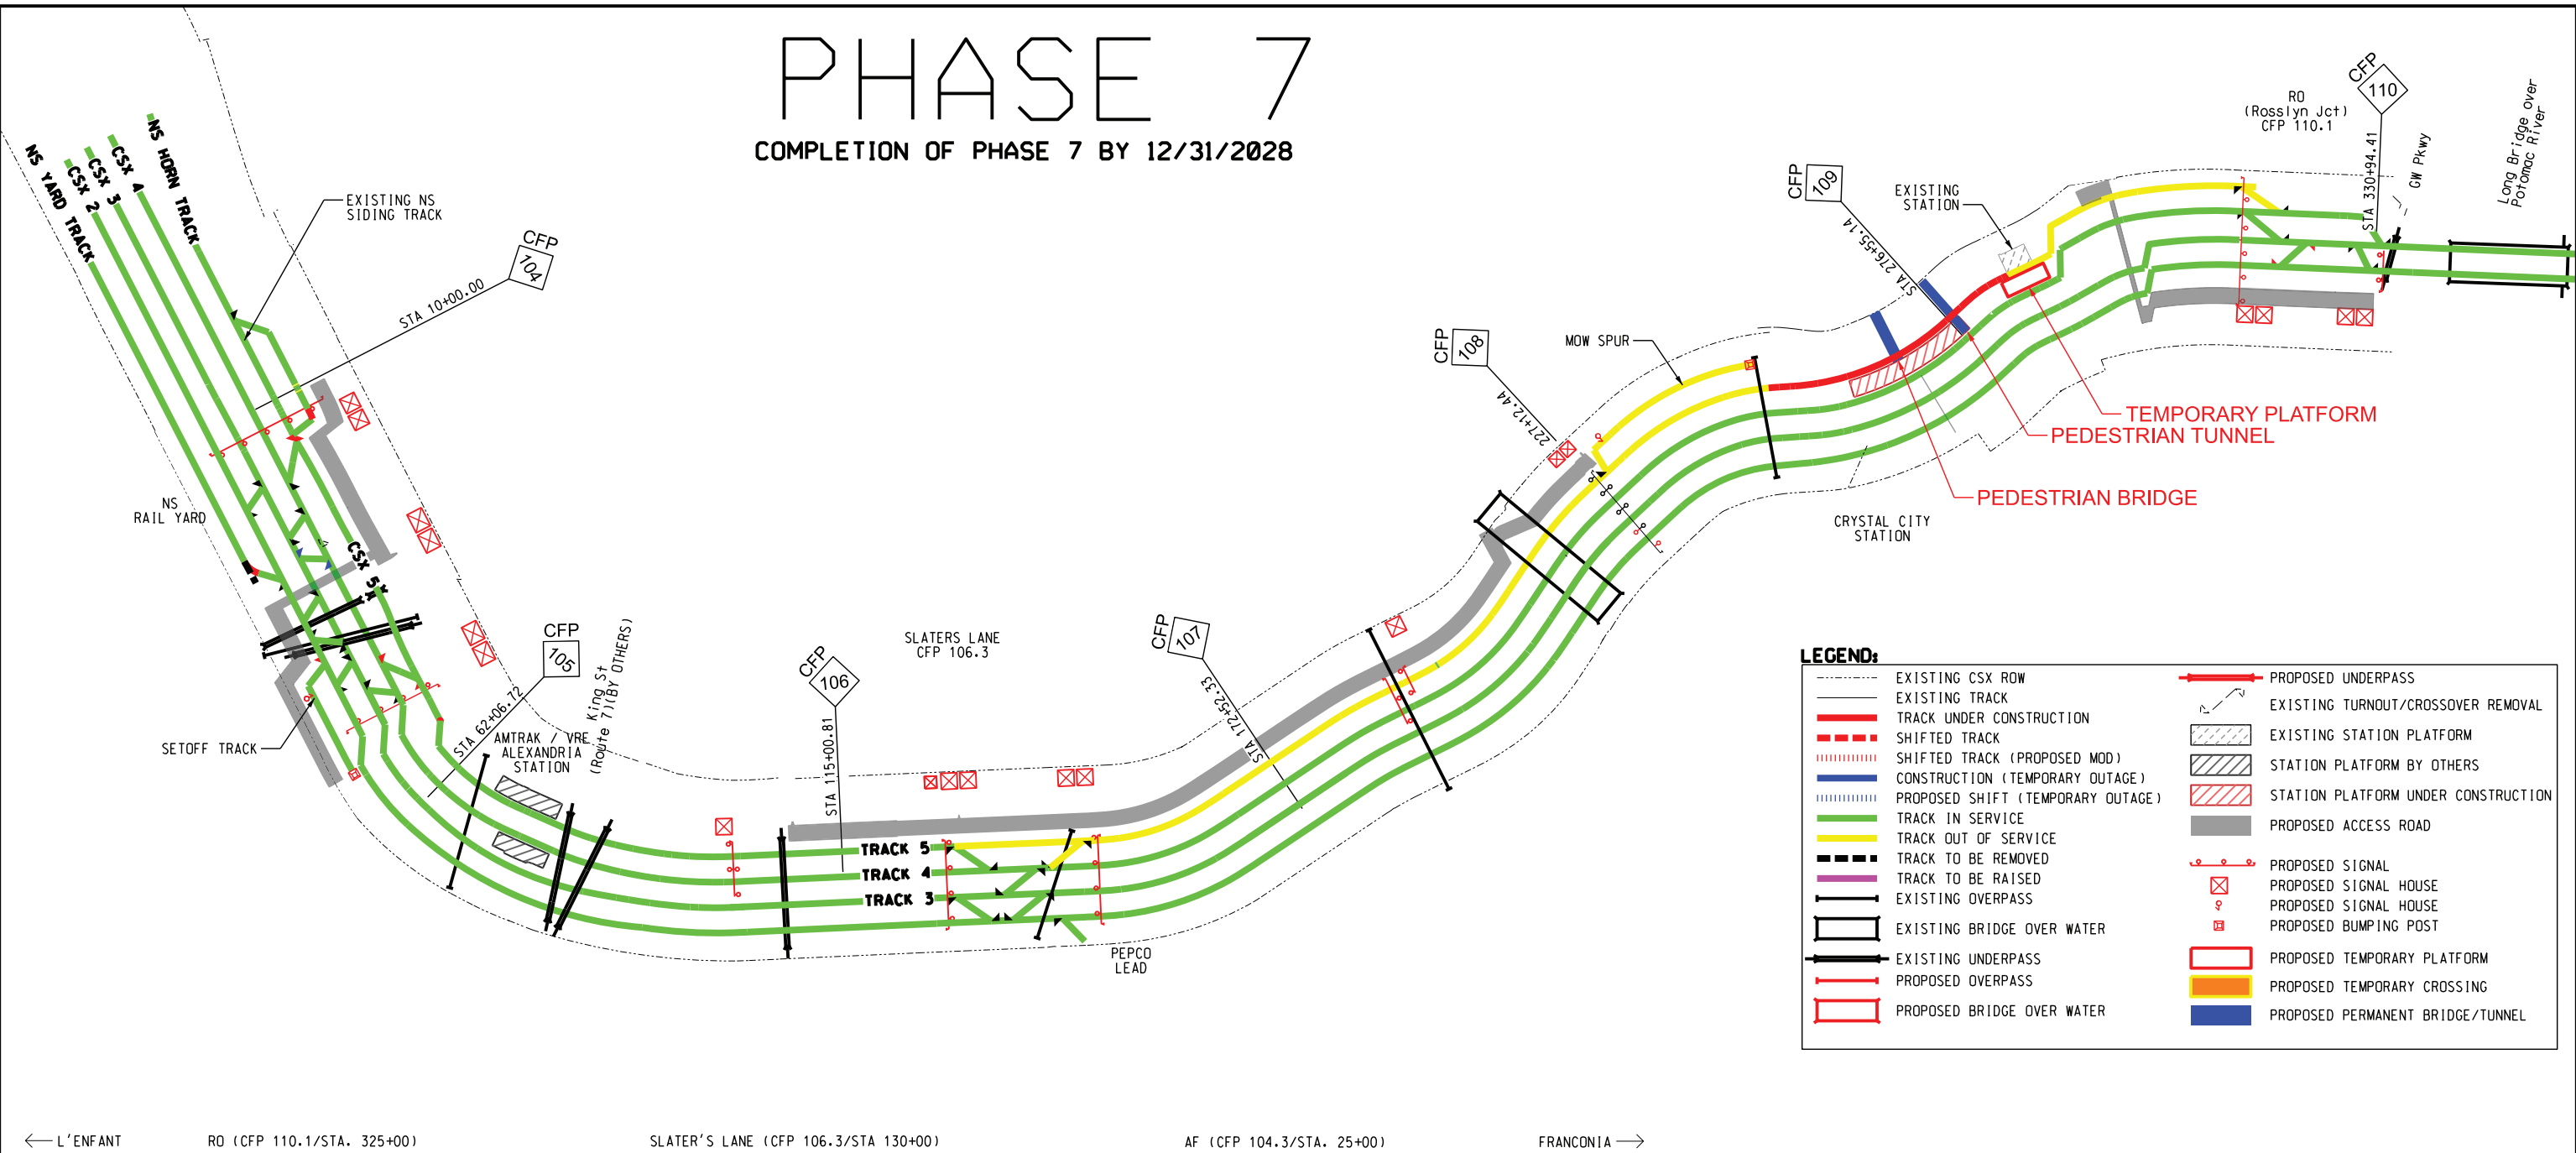 PHASE 7
COMPLETION OF PHASE 7 BY 12/31/2028
NS YARD TRACK
CSX 2
CSX 3
CSX 4
NS HORN TRACK
EXISTING NS
SIDING TRACK
CFP
104
STA 10+00.00
NS
RAIL YARD
CSX 5
SETOFF TRACK
CFP
105
STA 62+06.72
AMTRAK / VRE
ALEXANDRIA
STATION
King St
(Route 7)(BY OTHERS)
CFP
106
STA 115+00.81
SLATERS LANE
CFP 106.3
TRACK 5
TRACK 4
TRACK 3
PEPCO
LEAD
CFP
107
STA 172+52.33
CFP
108
227+12.44
MOW SPUR
CFP
109
STA 276+55.14
EXISTING
STATION
CRYSTAL CITY
STATION
TEMPORARY PLATFORM
PEDESTRIAN TUNNEL
PEDESTRIAN BRIDGE
RO
(Rosslyn Jct)
CFP 110.1
CFP
110
STA 330+94.41
GW Pkwy
Long Bridge over
Potomac River
LEGEND:
EXISTING CSX ROW
EXISTING TRACK
TRACK UNDER CONSTRUCTION
SHIFTED TRACK
SHIFTED TRACK (PROPOSED MOD)
CONSTRUCTION (TEMPORARY OUTAGE)
PROPOSED SHIFT (TEMPORARY OUTAGE)
TRACK IN SERVICE
TRACK OUT OF SERVICE
TRACK TO BE REMOVED
TRACK TO BE RAISED
EXISTING OVERPASS
EXISTING BRIDGE OVER WATER
EXISTING UNDERPASS
PROPOSED OVERPASS
PROPOSED BRIDGE OVER WATER
PROPOSED UNDERPASS
EXISTING TURNOUT/CROSSOVER REMOVAL
EXISTING STATION PLATFORM
STATION PLATFORM BY OTHERS
STATION PLATFORM UNDER CONSTRUCTION
PROPOSED ACCESS ROAD
PROPOSED SIGNAL
PROPOSED SIGNAL HOUSE
PROPOSED SIGNAL HOUSE
PROPOSED BUMPING POST
PROPOSED TEMPORARY PLATFORM
PROPOSED TEMPORARY CROSSING
PROPOSED PERMANENT BRIDGE/TUNNEL
← L'ENFANT
RO (CFP 110.1/STA. 325+00)
SLATER'S LANE (CFP 106.3/STA 130+00)
AF (CFP 104.3/STA. 25+00)
FRANCONIA →